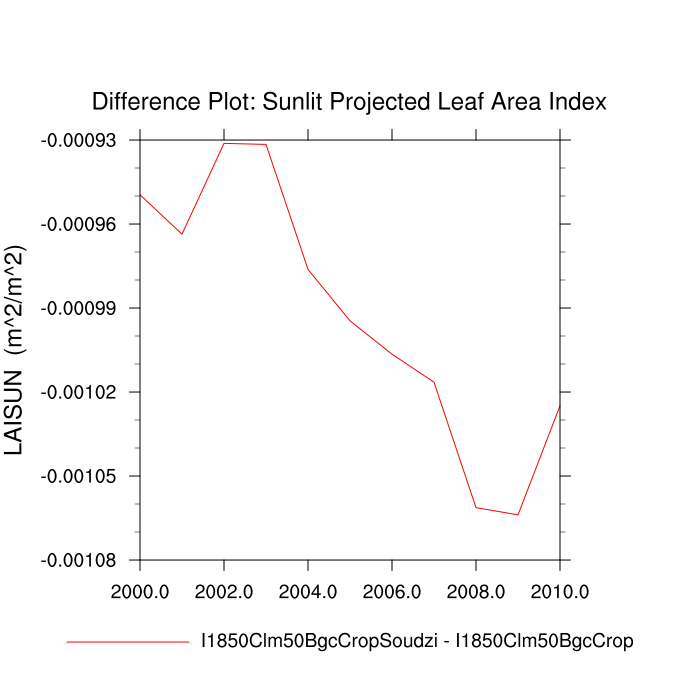 Difference Plot: Sunlit Projected Leaf Area Index
LAISUN (m^2/m^2)
-0.00093
-0.00096
-0.00099
-0.00102
-0.00105
-0.00108
2000.0 2002.0 2004.0 2006.0 2008.0 2010.0
I1850Clm50BgcCropSoudzi - I1850Clm50BgcCrop